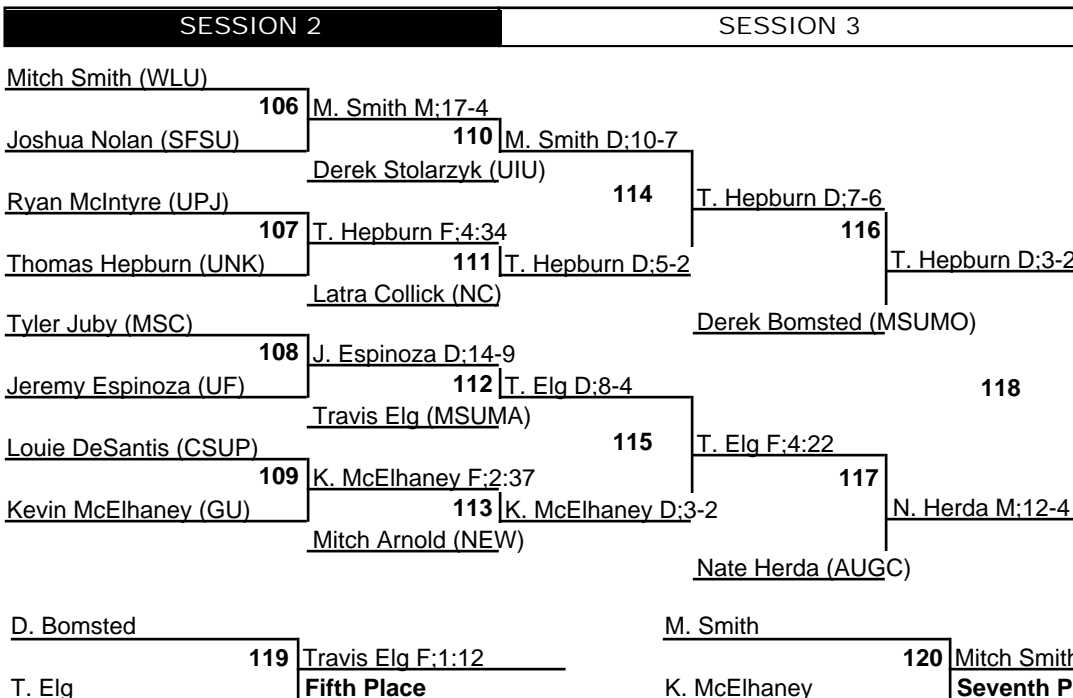 SESSION 2
SESSION 3
Mitch Smith (WLU)
106 M. Smith M;17-4
Joshua Nolan (SFSU)
110 M. Smith D;10-7
Derek Stolarzyk (UIU)
Ryan McIntyre (UPJ)
114 T. Hepburn D;7-6
107 T. Hepburn F;4:34
116
Thomas Hepburn (UNK)
111 T. Hepburn D;5-2
T. Hepburn D;3-2
Latra Collick (NC)
Tyler Juby (MSC)
Derek Bomsted (MSUMO)
108 J. Espinoza D;14-9
Jeremy Espinoza (UF)
112 T. Elg D;8-4
118
Travis Elg (MSUMA)
Louie DeSantis (CSUP)
115 T. Elg F;4:22
109 K. McElhaney F;2:37
117
Kevin McElhaney (GU)
113 K. McElhaney D;3-2
N. Herda M;12-4
Mitch Arnold (NEW)
Nate Herda (AUGC)
D. Bomsted
M. Smith
119 Travis Elg F;1:12
120 Mitch Smith
T. Elg
Fifth Place
K. McElhaney
Seventh P